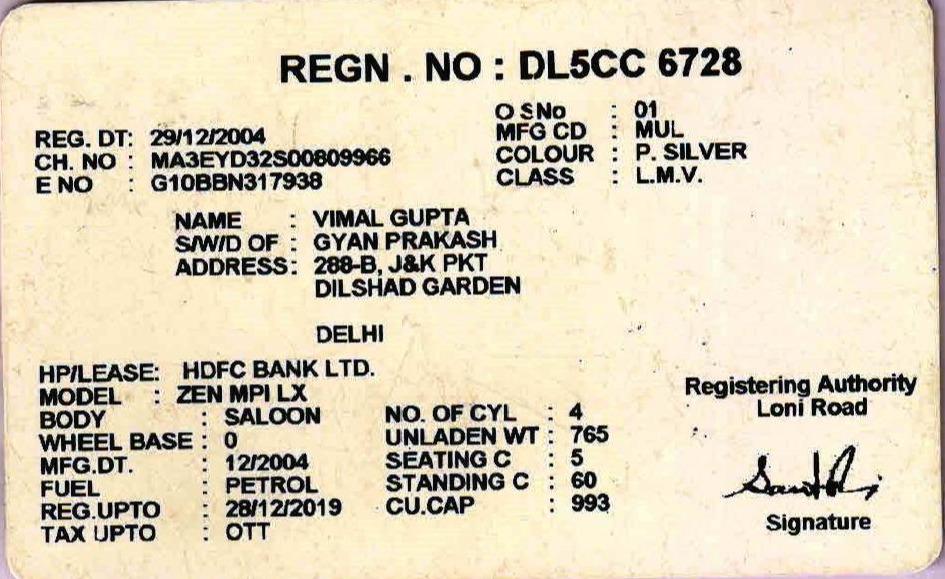 REGN . NO : DL5CC 6728
REG. DT: 29/12/2004
CH. NO : MA3EYD32S00809966
E NO : G10BBN317938
O SNo : 01
MFG CD : MUL
COLOUR : P. SILVER
CLASS : L.M.V.
NAME : VIMAL GUPTA
S/W/D OF : GYAN PRAKASH
ADDRESS: 288-B, J&K PKT
DILSHAD GARDEN
DELHI
HP/LEASE: HDFC BANK LTD.
MODEL : ZEN MPI LX
BODY : SALOON
WHEEL BASE : 0
MFG.DT. : 12/2004
FUEL : PETROL
REG.UPTO : 28/12/2019
TAX UPTO : OTT
NO. OF CYL : 4
UNLADEN WT : 765
SEATING C : 5
STANDING C : 60
CU.CAP : 993
Registering Authority
Loni Road
Signature